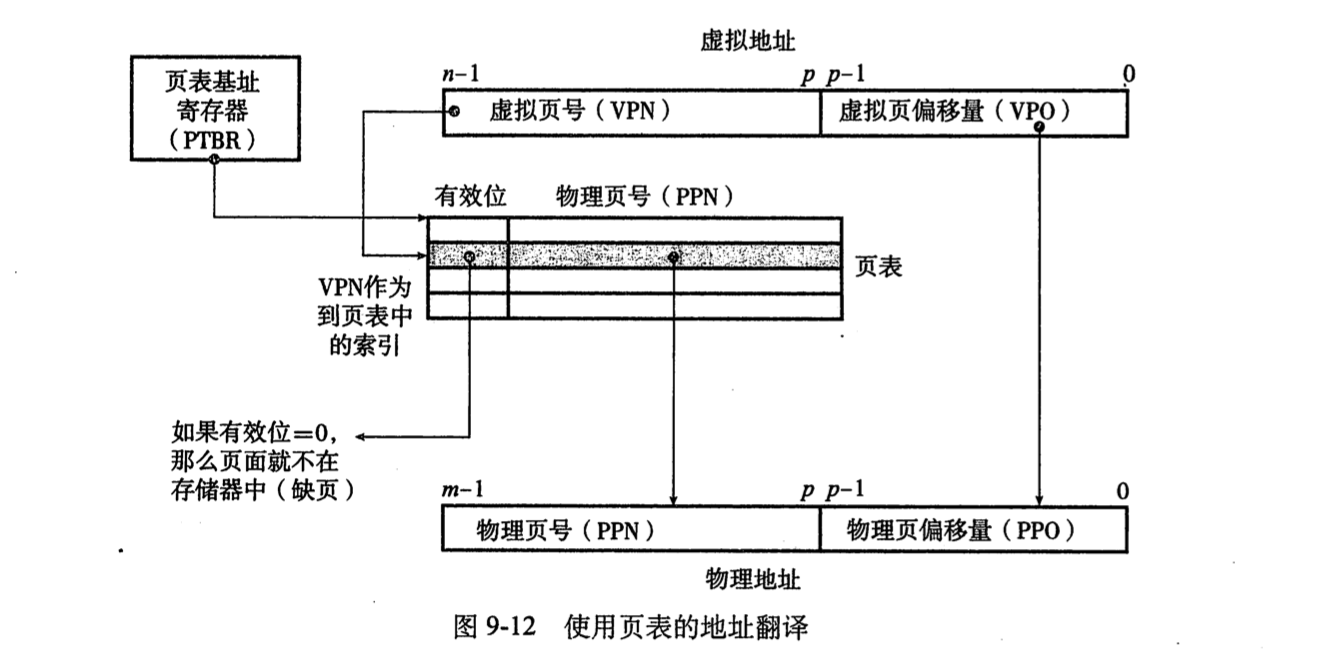 虚拟地址
页表基址
寄存器
（PTBR）
n-1
p p-1
0
虚拟页号（VPN）
虚拟页偏移量（VPO）
有效位
物理页号（PPN）
页表
VPN作为
到页表中
的索引
如果有效位=0,
那么页面就不在
存储器中（缺页）
m-1
p p-1
0
物理页号（PPN）
物理页偏移量（PPO）
物理地址
图 9-12 使用页表的地址翻译